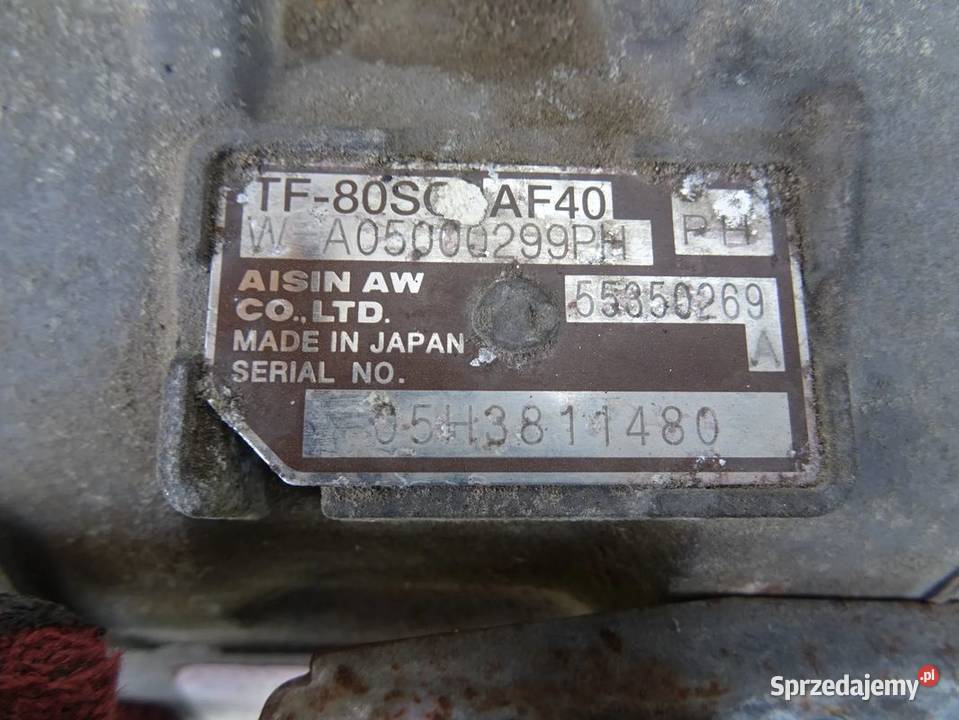 TF-80SC AF40
PH
W A05000299PH
AISIN AW
CO., LTD.
55350269
A
MADE IN JAPAN
SERIAL NO.
05H3811480
Sprzedajemy.pl